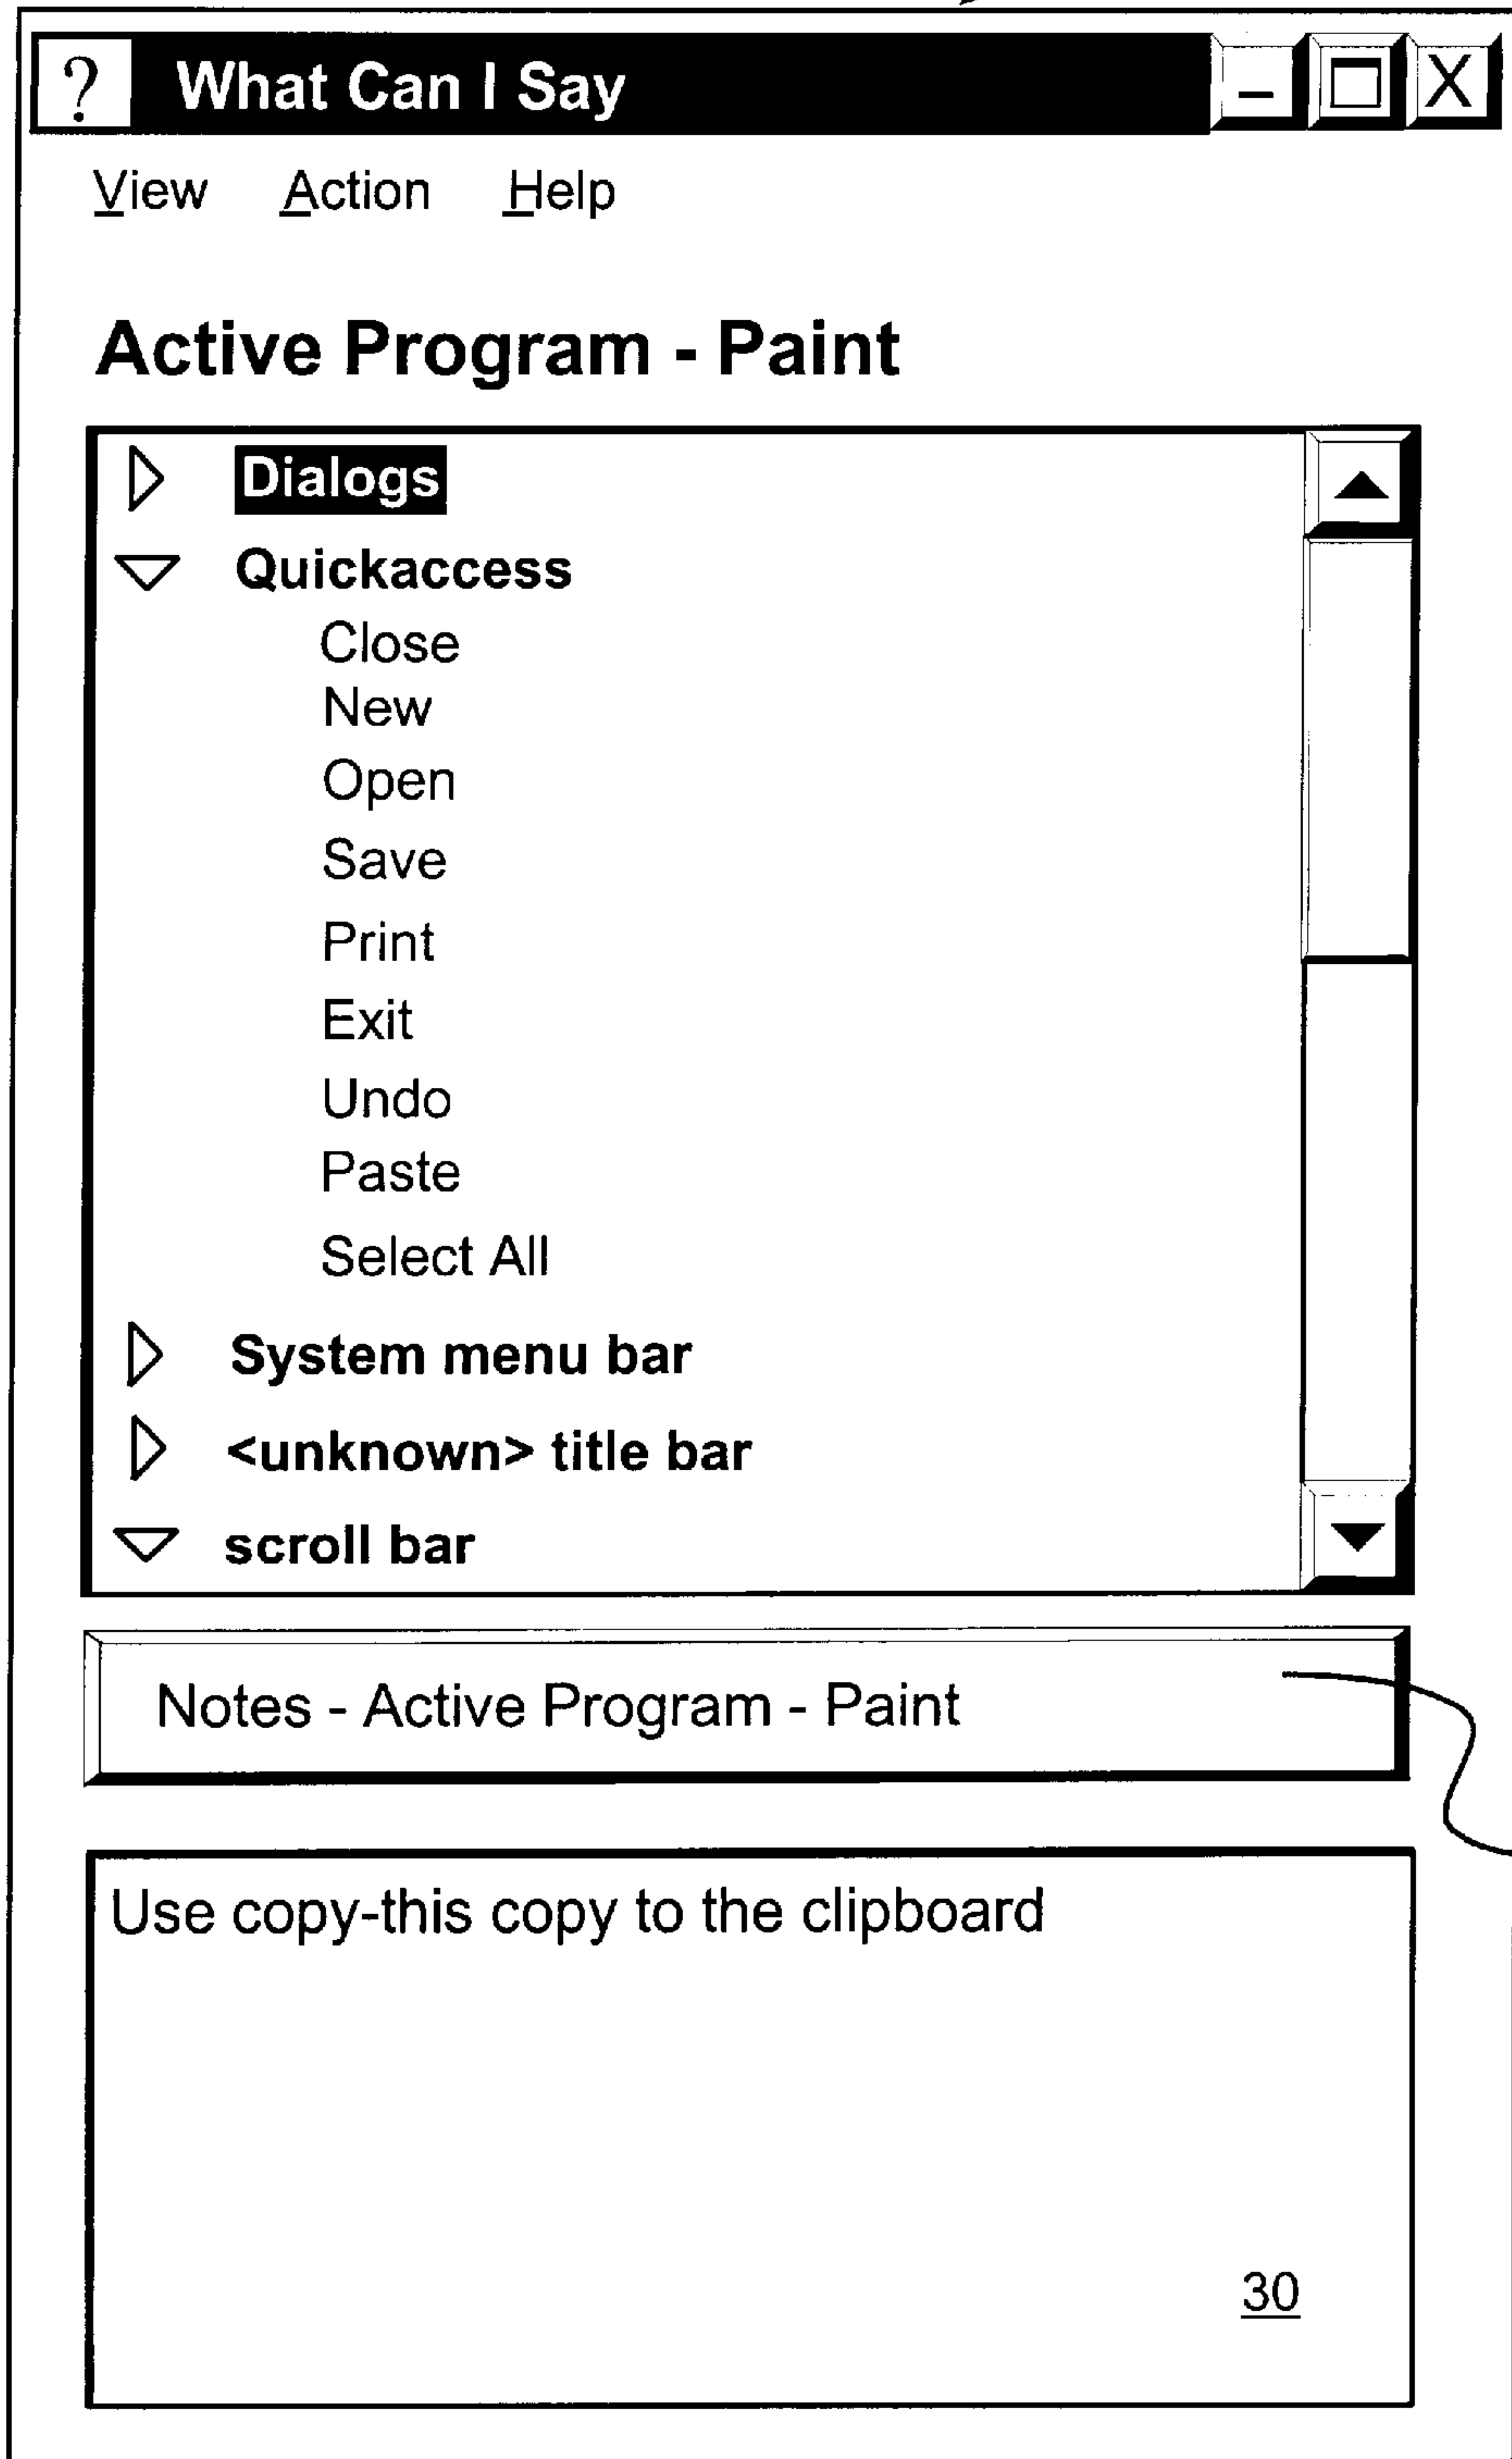 ? What Can I Say - X
View Action Help
Active Program - Paint
Dialogs
Quickaccess
Close
New
Open
Save
Print
Exit
Undo
Paste
Select All
System menu bar
<unknown> title bar
scroll bar
Notes - Active Program - Paint
Use copy-this copy to the clipboard
30